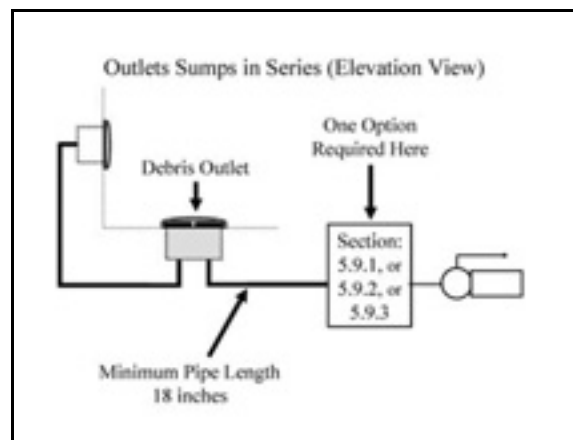 Outlets Sumps in Series (Elevation View)
One Option
Required Here
Debris Outlet
Section:
5.9.1, or
5.9.2, or
5.9.3
Minimum Pipe Length
18 inches